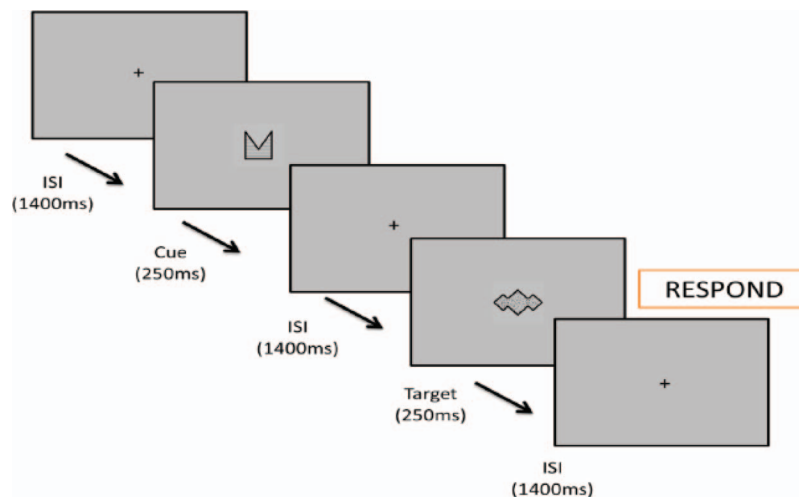 ISI
(1400ms)
Cue
(250ms)
ISI
(1400ms)
Target
(250ms)
RESPOND
ISI
(1400ms)